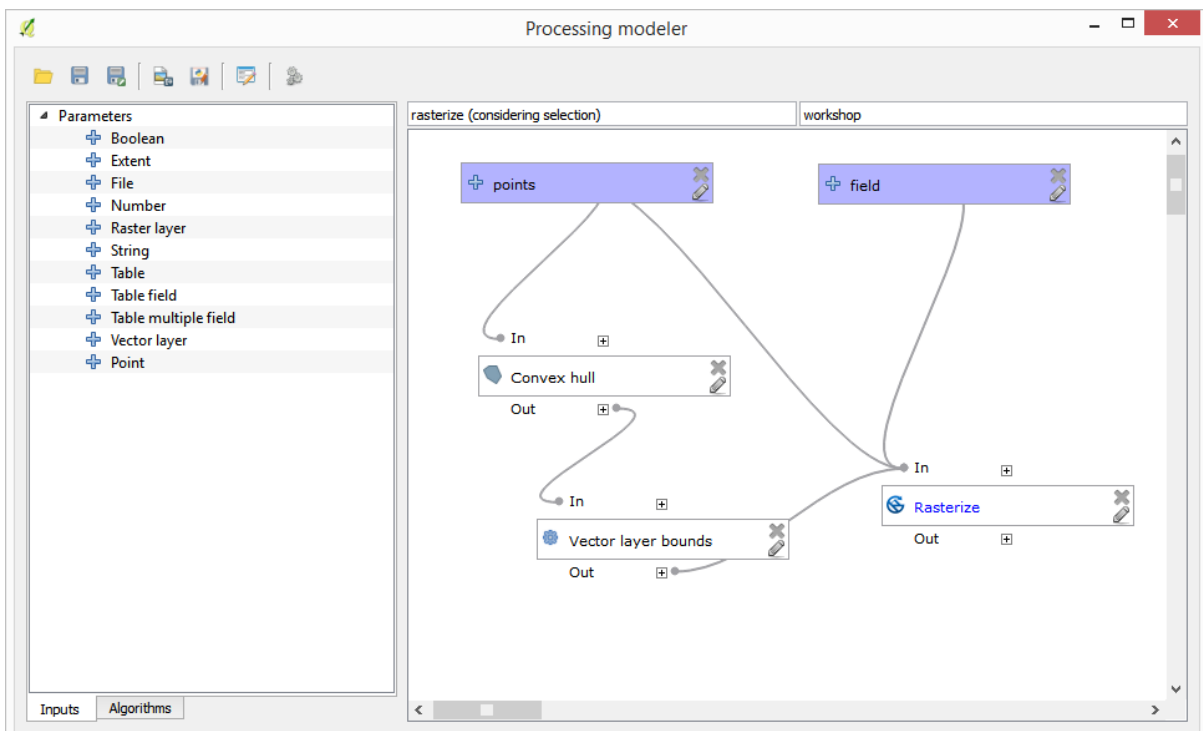 Processing modeler
Parameters
Boolean
Extent
File
Number
Raster layer
String
Table
Table field
Table multiple field
Vector layer
Point
Inputs
Algorithms
rasterize (considering selection)
workshop
points
field
In
Convex hull
Out
In
Vector layer bounds
Out
In
Rasterize
Out